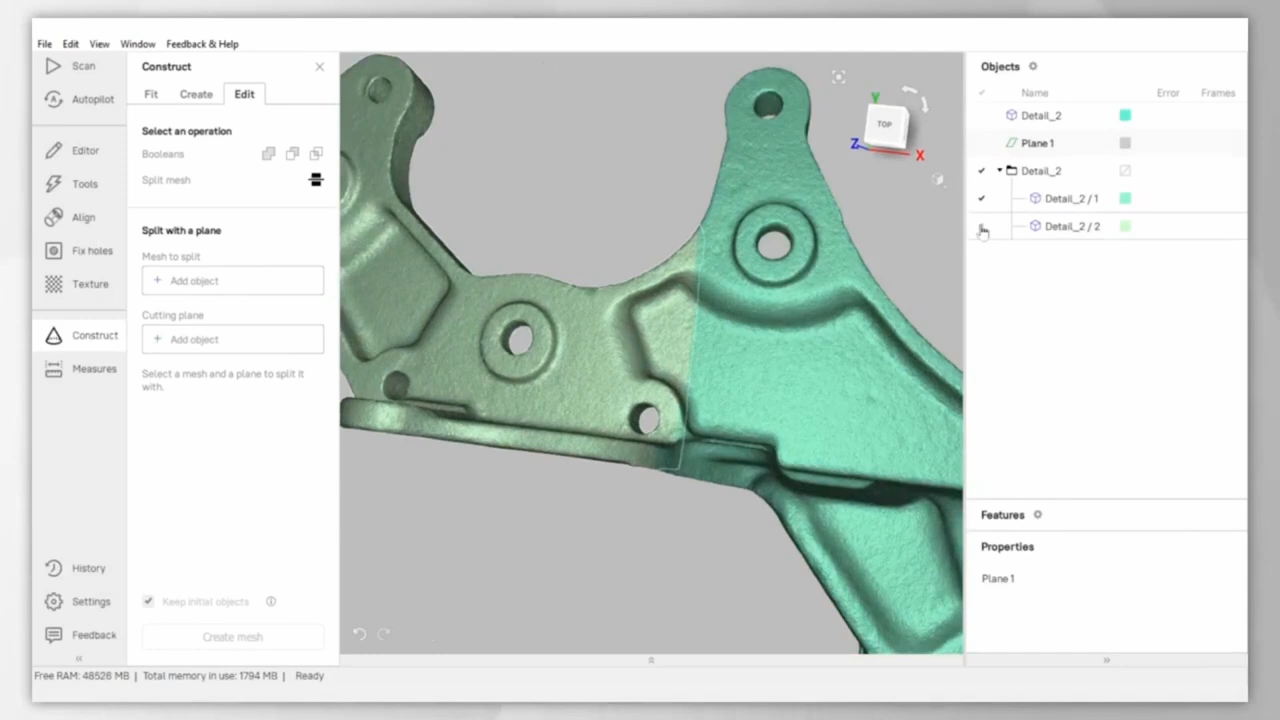 File Edit View Window Feedback & Help
Scan
Autopilot
Editor
Tools
Align
Fix holes
Texture
Construct
Measures
History
Settings
Feedback
Construct
Fit Create Edit
Select an operation
Booleans
Split mesh
Split with a plane
Mesh to split
+ Add object
Cutting plane
+ Add object
Select a mesh and a plane to split it
with.
Keep initial objects
Create mesh
TOP
Y
Z
X
Objects
Name Error Frames
Detail_2
Plane 1
Detail_2
Detail_2 / 1
Detail_2 / 2
Features
Properties
Plane 1
Free RAM: 48526 MB | Total memory in use: 1794 MB | Ready